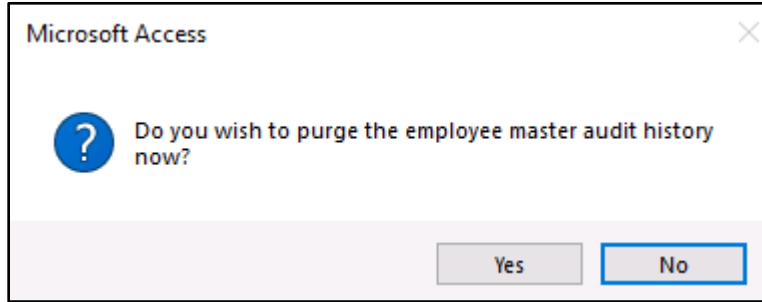 Microsoft Access
Do you wish to purge the employee master audit history
now?
Yes
No